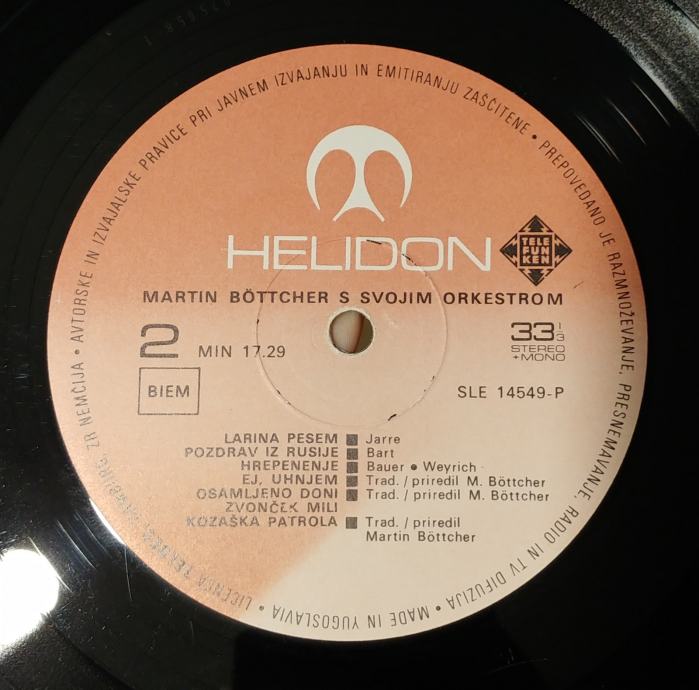 AVTORSKE IN IZVAJALSKE PRAVICE PRI JAVNEM IZVAJANJU IN EMITIRANJU ZAŠČITENE • PREPOVEDANO JE RAZMNOŽEVANJE, PRESNEMAVANJE, RADIO IN TV DIFUZIJA • MADE IN YUGOSLAVIA • LICENCA ZR NEMČIJA •
HELIDON
TELE
FUN
KEN
MARTIN BÖTTCHER S SVOJIM ORKESTROM
2 MIN 17.29
33 1/3
STEREO
+MONO
BIEM
SLE 14549-P
LARINA PESEM ■ Jarre
POZDRAV IZ RUSIJE ■ Bart
HREPENENJE ■ Bauer • Weyrich
EJ, UHNJEM ■ Trad. / priredil M. Böttcher
OSAMLJENO DONI ■ Trad. / priredil M. Böttcher
ZVONČEK MILI
KOZAŠKA PATROLA ■ Trad. / priredil
Martin Böttcher